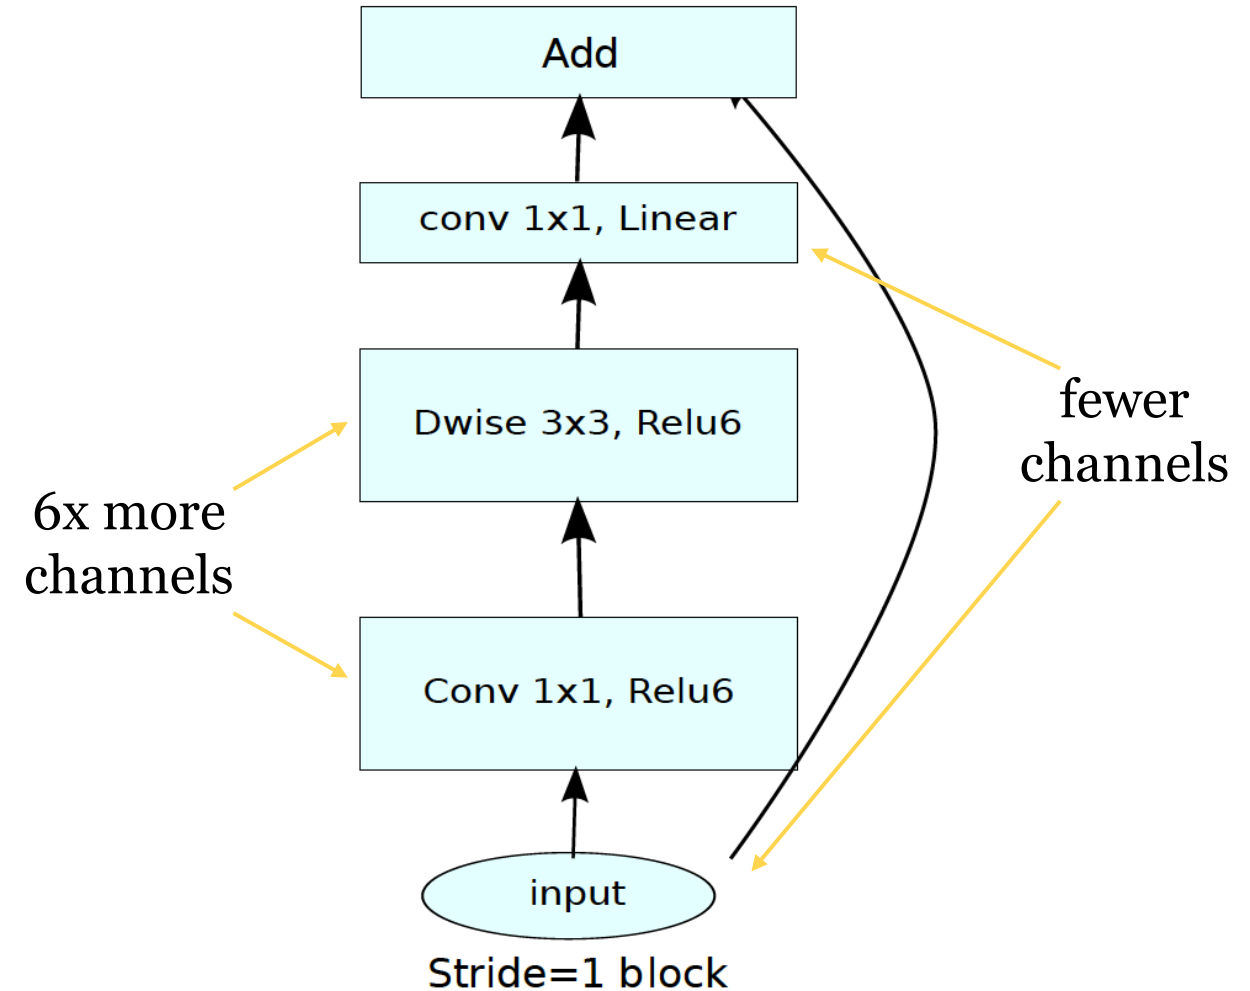 Add
conv 1x1, Linear
fewer
channels
Dwise 3x3, Relu6
6x more
channels
Conv 1x1, Relu6
input
Stride=1 block